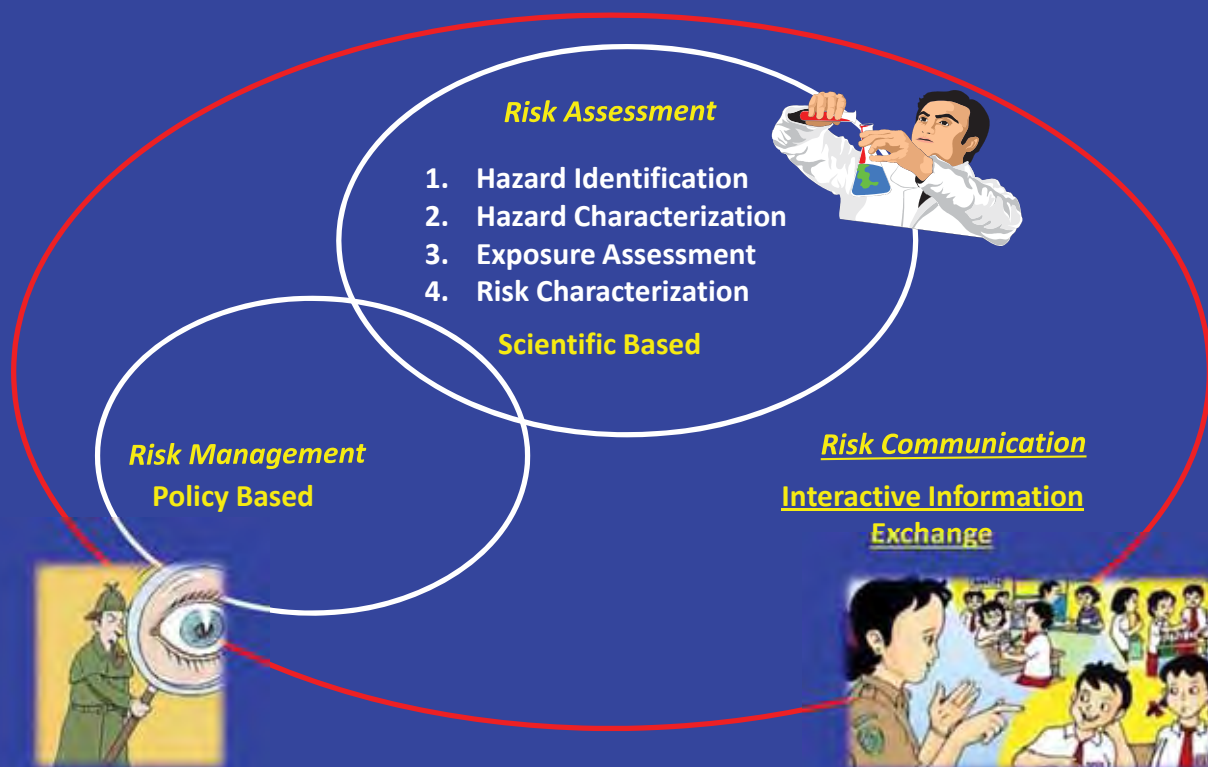 Risk Assessment
1. Hazard Identification
2. Hazard Characterization
3. Exposure Assessment
4. Risk Characterization
Scientific Based
Risk Management
Policy Based
Risk Communication
Interactive Information
Exchange